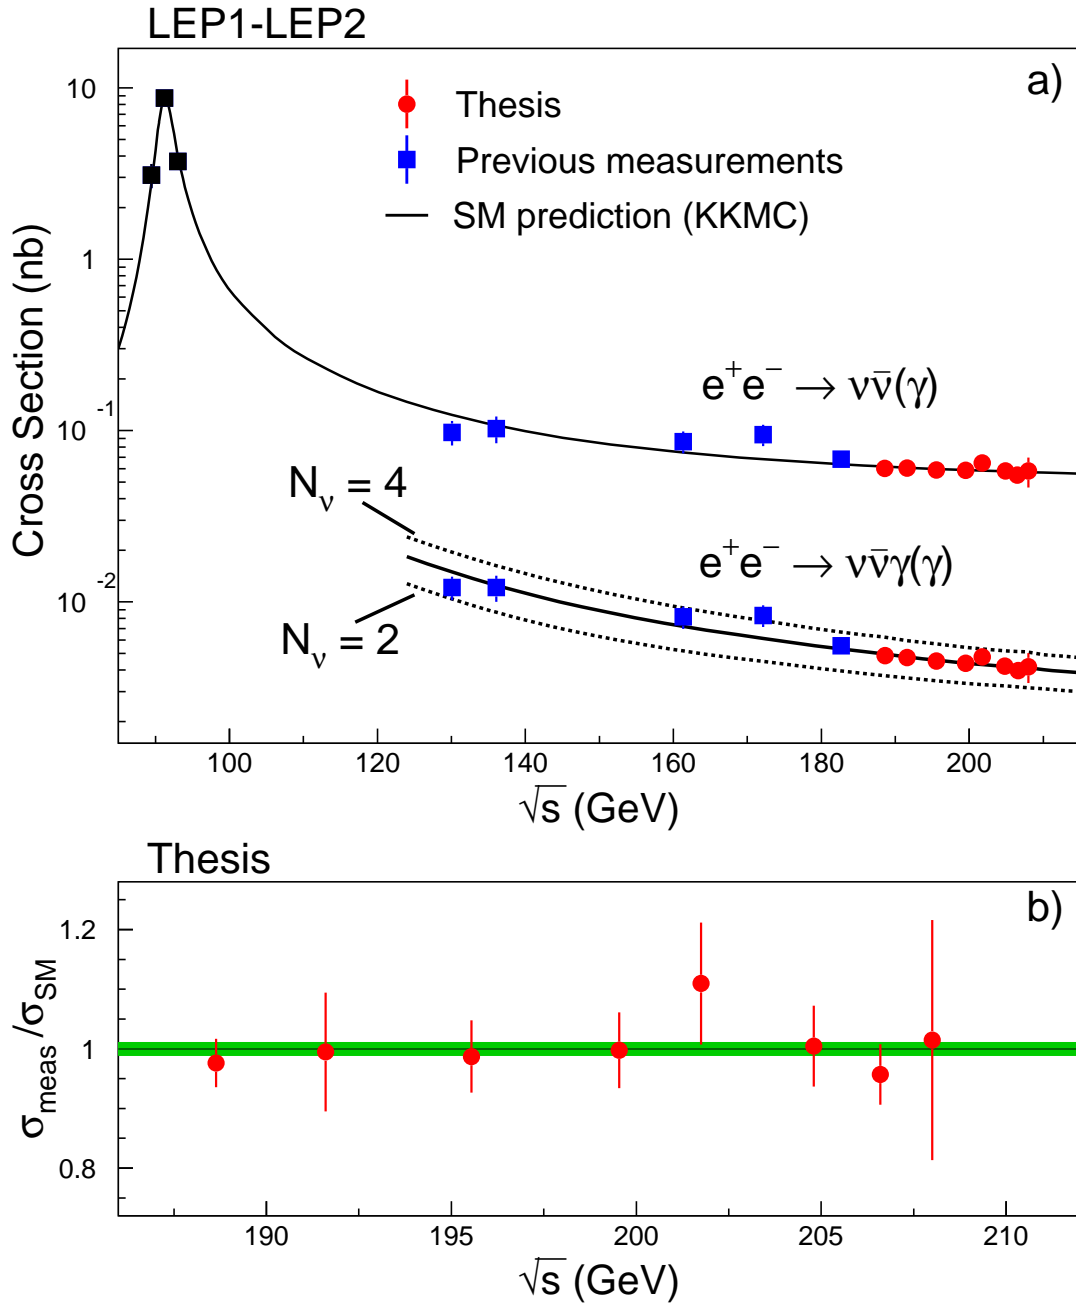 LEP1-LEP2
a)
Thesis
Previous measurements
SM prediction (KKMC)
Cross Section (nb)
10
1
10⁻¹
10⁻²
e⁺e⁻ → νν̄(γ)
N_ν = 4
e⁺e⁻ → νν̄γ(γ)
N_ν = 2
100 120 140 160 180 200
√s (GeV)
Thesis
b)
σ_meas/σ_SM
1.2
1
0.8
190 195 200 205 210
√s (GeV)